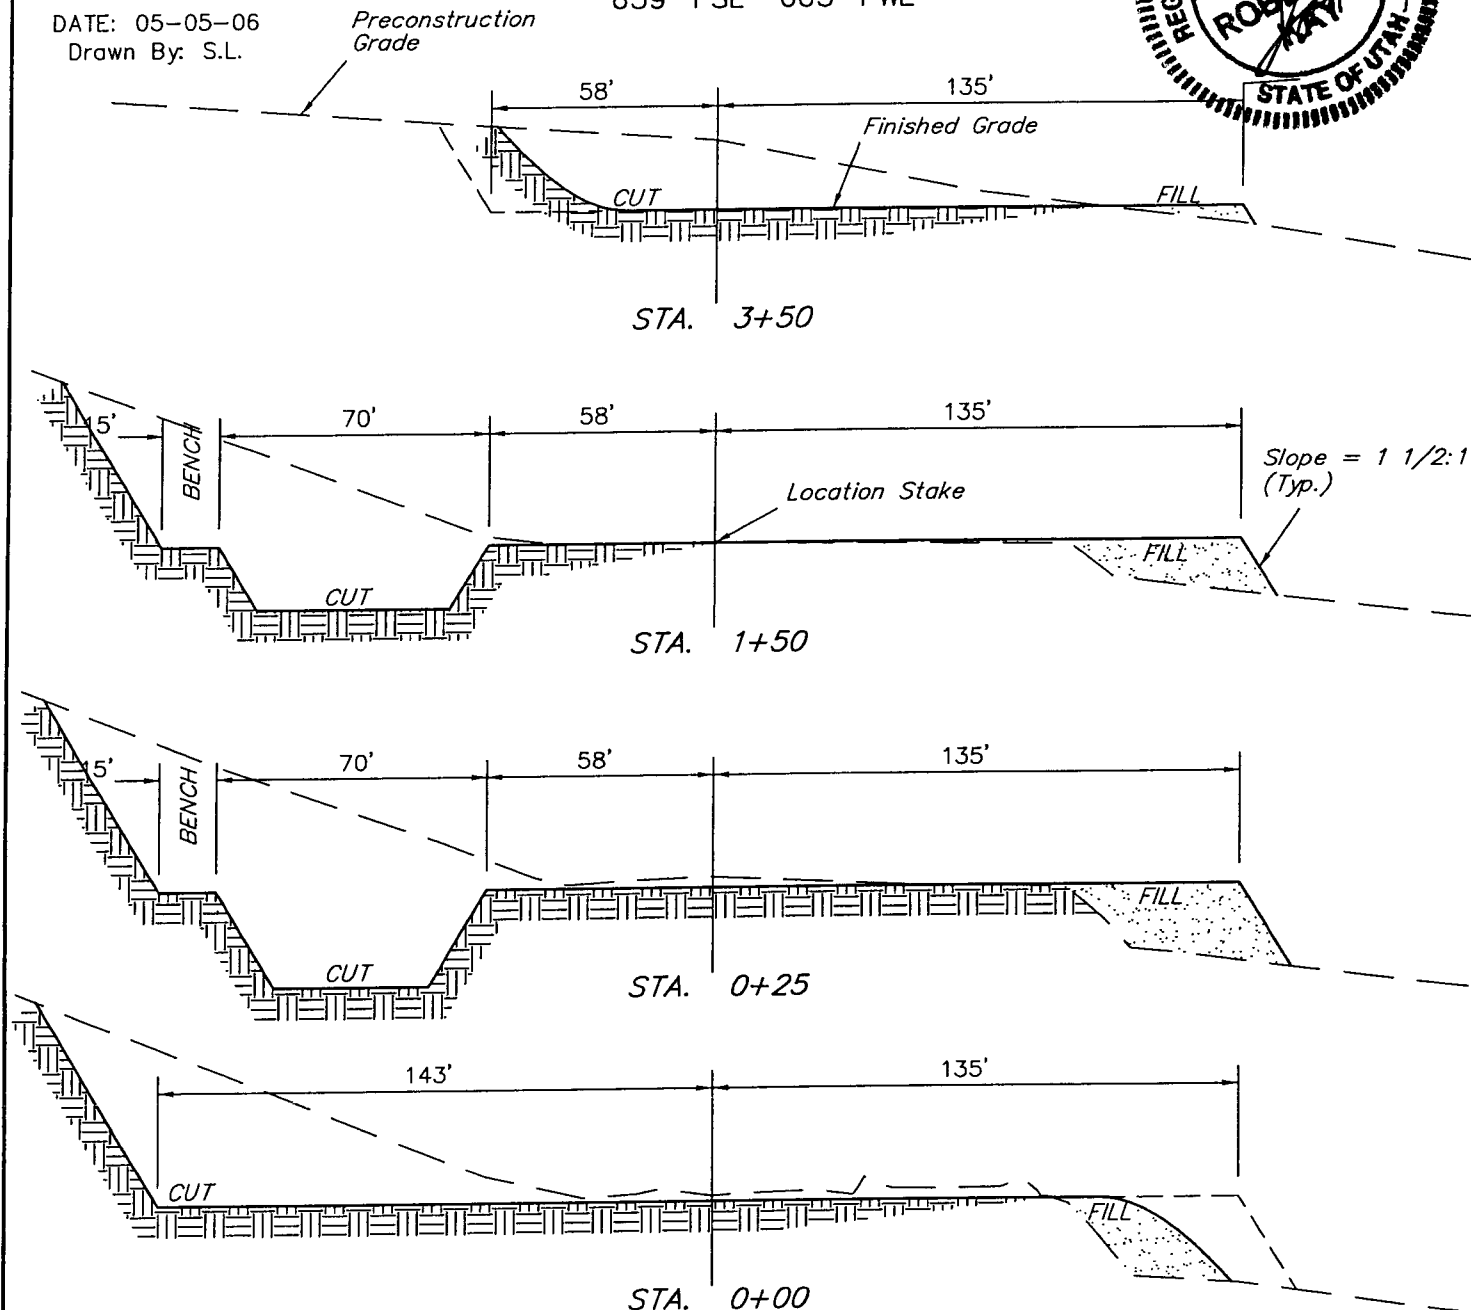 DATE: 05-05-06
Drawn By: S.L.
Preconstruction
Grade
STATE OF UTAH
58'
135'
Finished Grade
CUT
FILL
STA. 3+50
15'
BENCH
70'
58'
135'
Slope = 1 1/2:1
(Typ.)
Location Stake
CUT
FILL
STA. 1+50
15'
BENCH
70'
58'
135'
CUT
FILL
STA. 0+25
143'
135'
CUT
FILL
STA. 0+00